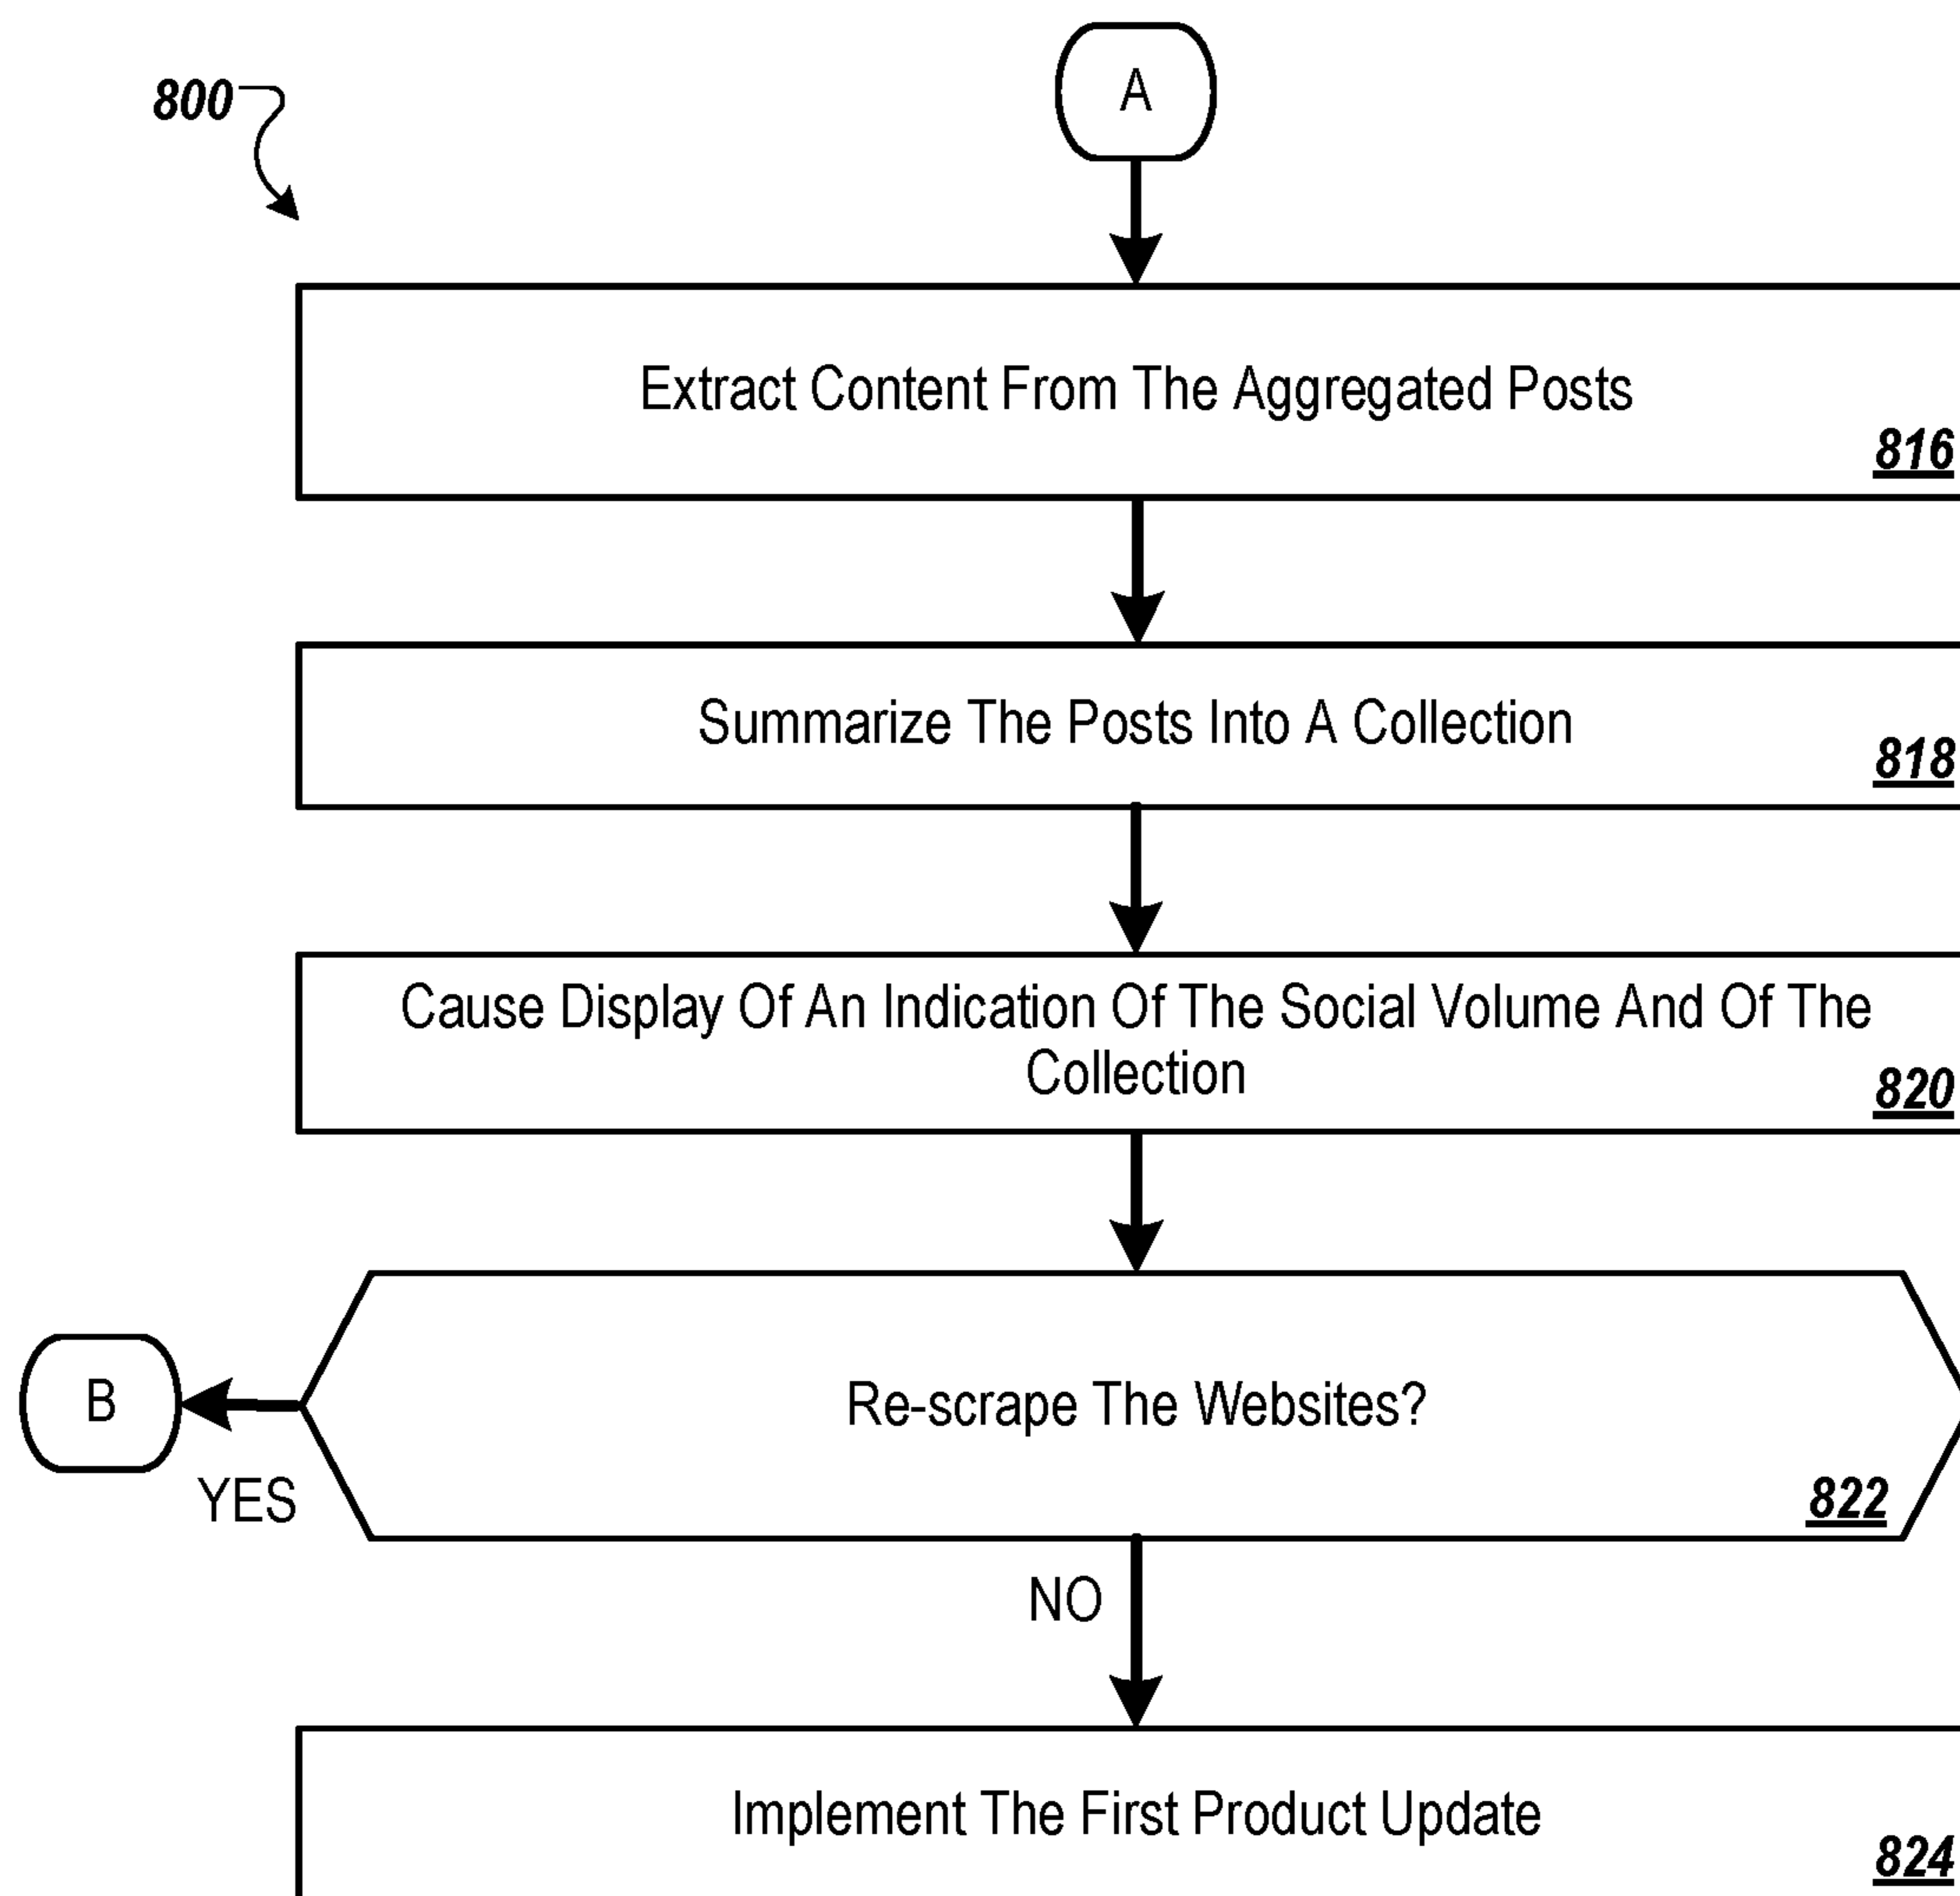 800
A
Extract Content From The Aggregated Posts
816
Summarize The Posts Into A Collection
818
Cause Display Of An Indication Of The Social Volume And Of The
Collection
820
Re-scrape The Websites?
822
B
YES
NO
Implement The First Product Update
824